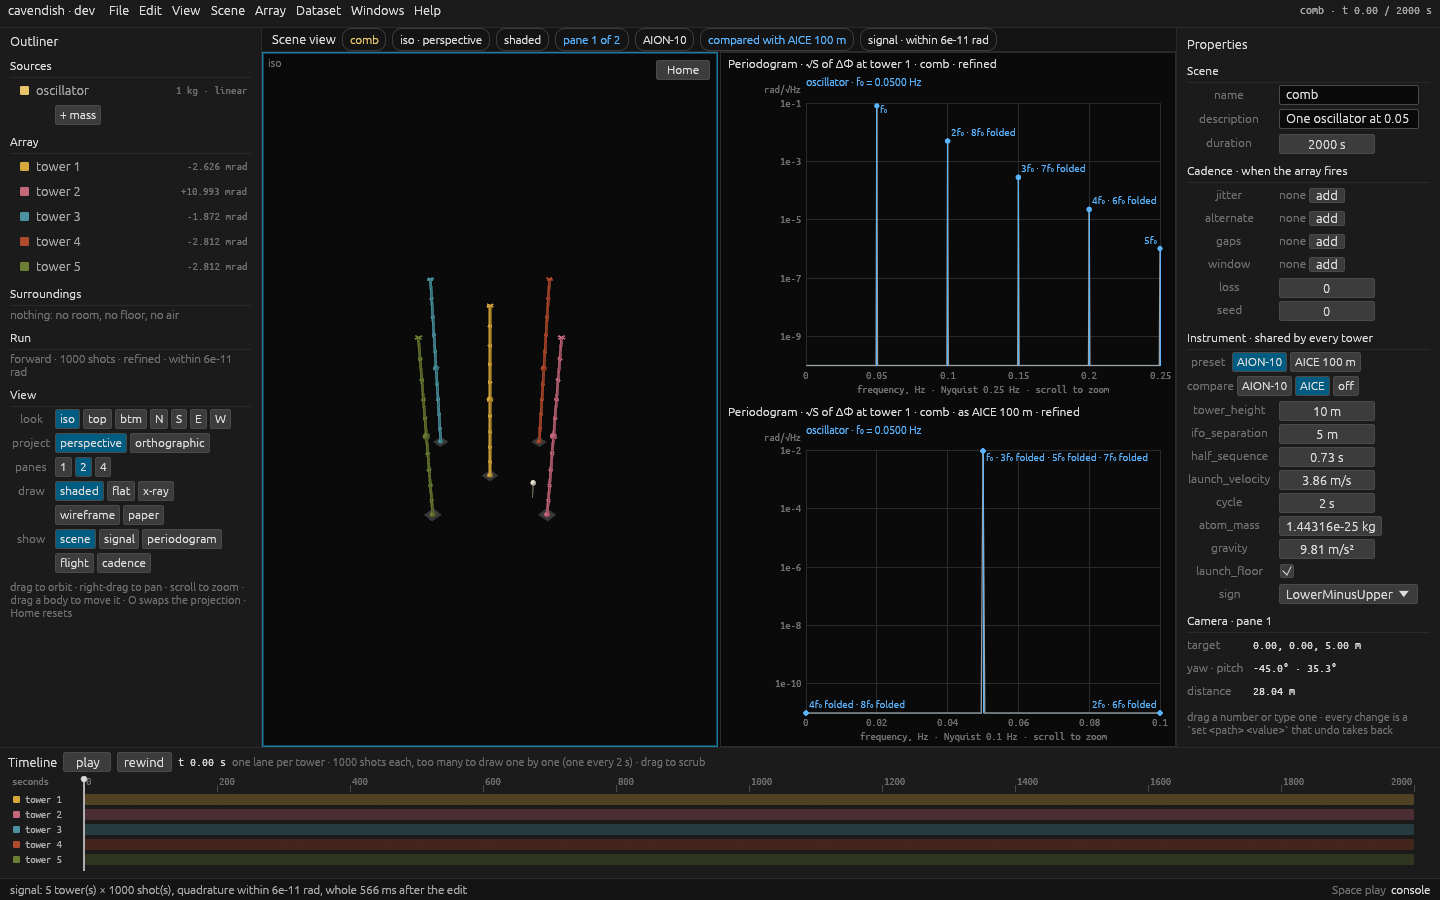 cavendish · dev File Edit View Scene Array Dataset Windows Help comb · t 0.00 / 2000 s
Outliner
Sources
oscillator 1 kg · linear
+ mass
Array
tower 1 -2.626 mrad
tower 2 +10.993 mrad
tower 3 -1.872 mrad
tower 4 -2.812 mrad
tower 5 -2.812 mrad
Surroundings
nothing: no room, no floor, no air
Run
forward · 1000 shots · refined · within 6e-11
rad
View
look iso top btm N S E W
project perspective orthographic
panes 1 2 4
draw shaded flat x-ray
wireframe paper
show scene signal periodogram
flight cadence
drag to orbit · right-drag to pan · scroll to zoom ·
drag a body to move it · O swaps the projection ·
Home resets
Scene view comb iso · perspective shaded pane 1 of 2 AION-10 compared with AICE 100 m signal · within 6e-11 rad
iso
Home
Periodogram · √S of ΔΦ at tower 1 · comb · refined
oscillator · f₀ = 0.0500 Hz
rad/√Hz
1e-1
1e-3
1e-5
1e-7
1e-9
f₀
2f₀ · 8f₀ folded
3f₀ · 7f₀ folded
4f₀ · 6f₀ folded
5f₀
0.05 0.1 0.15 0.2 0.25
frequency, Hz · Nyquist 0.25 Hz · scroll to zoom
Periodogram · √S of ΔΦ at tower 1 · comb · as AICE 100 m · refined
oscillator · f₀ = 0.0500 Hz
rad/√Hz
1e-2
1e-4
1e-6
1e-8
1e-10
f₀ · 3f₀ folded · 5f₀ folded · 7f₀ folded
4f₀ folded · 8f₀ folded
2f₀ · 6f₀ folded
0 0.02 0.04 0.06 0.08 0.1
frequency, Hz · Nyquist 0.1 Hz · scroll to zoom
Properties
Scene
name comb
description One oscillator at 0.05
duration 2000 s
Cadence · when the array fires
jitter none add
alternate none add
gaps none add
window none add
loss 0
seed 0
Instrument · shared by every tower
preset AION-10 AICE 100 m
compare AION-10 AICE off
tower_height 10 m
ifo_separation 5 m
half_sequence 0.73 s
launch_velocity 3.86 m/s
cycle 2 s
atom_mass 1.44316e-25 kg
gravity 9.81 m/s²
launch_floor
sign LowerMinusUpper
Camera · pane 1
target 0.00, 0.00, 5.00 m
yaw · pitch -45.0° · 35.3°
distance 28.04 m
drag a number or type one · every change is a
`set <path> <value>` that undo takes back
Timeline play rewind t 0.00 s one lane per tower · 1000 shots each, too many to draw one by one (one every 2 s) · drag to scrub
seconds 0 200 400 600 800 1000 1200 1400 1600 1800 2000
tower 1
tower 2
tower 3
tower 4
tower 5
signal: 5 tower(s) × 1000 shot(s), quadrature within 6e-11 rad, whole 566 ms after the edit Space play console